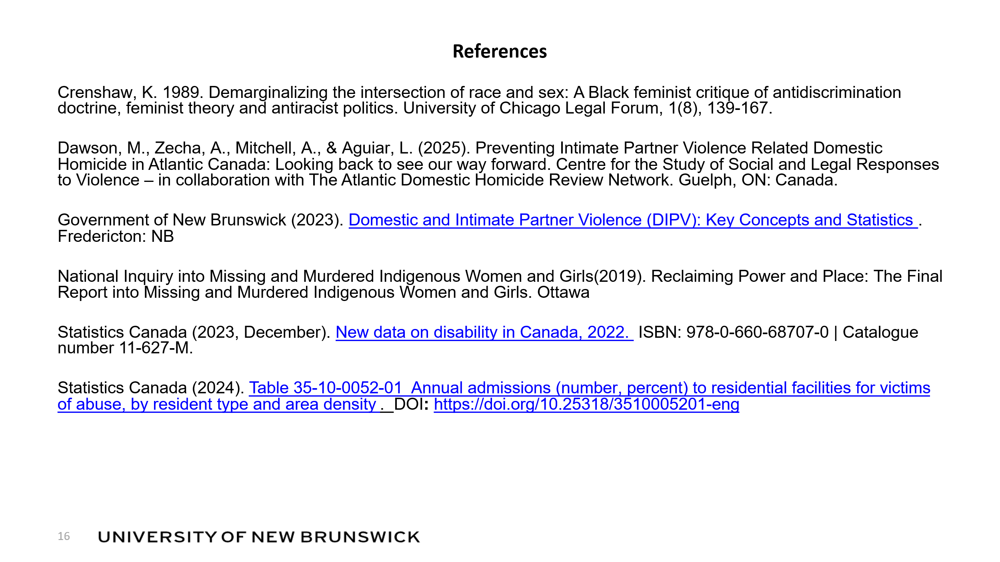 References
Crenshaw, K. 1989. Demarginalizing the intersection of race and sex: A Black feminist critique of antidiscrimination
doctrine, feminist theory and antiracist politics. University of Chicago Legal Forum, 1(8), 139-167.
Dawson, M., Zecha, A., Mitchell, A., & Aguiar, L. (2025). Preventing Intimate Partner Violence Related Domestic
Homicide in Atlantic Canada: Looking back to see our way forward. Centre for the Study of Social and Legal Responses
to Violence – in collaboration with The Atlantic Domestic Homicide Review Network. Guelph, ON: Canada.
Government of New Brunswick (2023). Domestic and Intimate Partner Violence (DIPV): Key Concepts and Statistics .
Fredericton: NB
National Inquiry into Missing and Murdered Indigenous Women and Girls(2019). Reclaiming Power and Place: The Final
Report into Missing and Murdered Indigenous Women and Girls. Ottawa
Statistics Canada (2023, December). New data on disability in Canada, 2022.  ISBN: 978-0-660-68707-0 | Catalogue
number 11-627-M.
Statistics Canada (2024). Table 35-10-0052-01  Annual admissions (number, percent) to residential facilities for victims
of abuse, by resident type and area density .  DOI: https://doi.org/10.25318/3510005201-eng
16 UNIVERSITY OF NEW BRUNSWICK